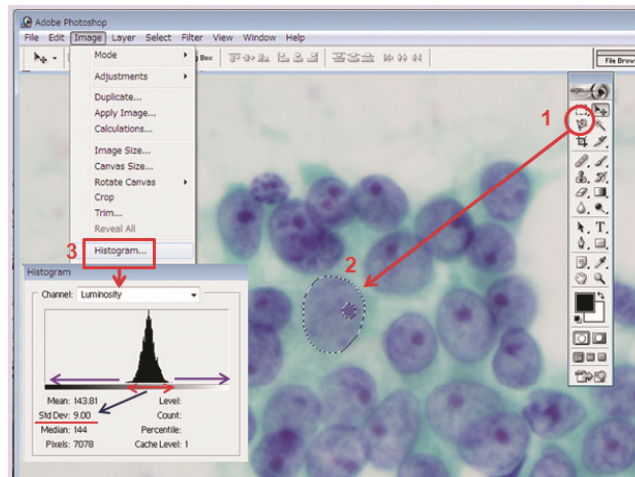 Adobe Photoshop
File Edit Image Layer Select Filter View Window Help
Mode
Box
File Brow
Adjustments
Duplicate...
Apply Image...
Calculations...
Image Size...
Canvas Size...
Rotate Canvas
Crop
Trim...
Reveal All
Histogram...
1
2
3
Histogram
Channel: Luminosity
Mean: 143.81 Level:
Std Dev: 9.00 Count:
Median: 144 Percentile:
Pixels: 7078 Cache Level: 1
T